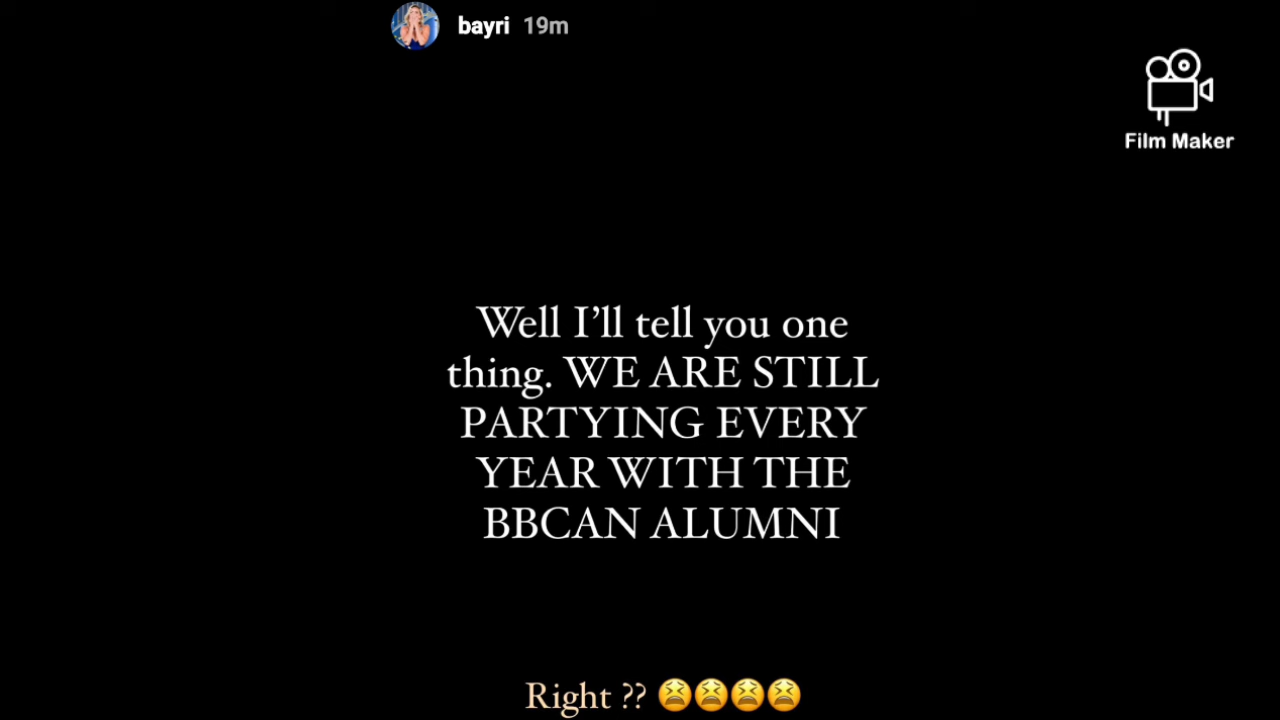 bayri 19m
Film Maker
Well I’ll tell you one
thing. WE ARE STILL
PARTYING EVERY
YEAR WITH THE
BBCAN ALUMNI
Right ?? 😫😫😫😫